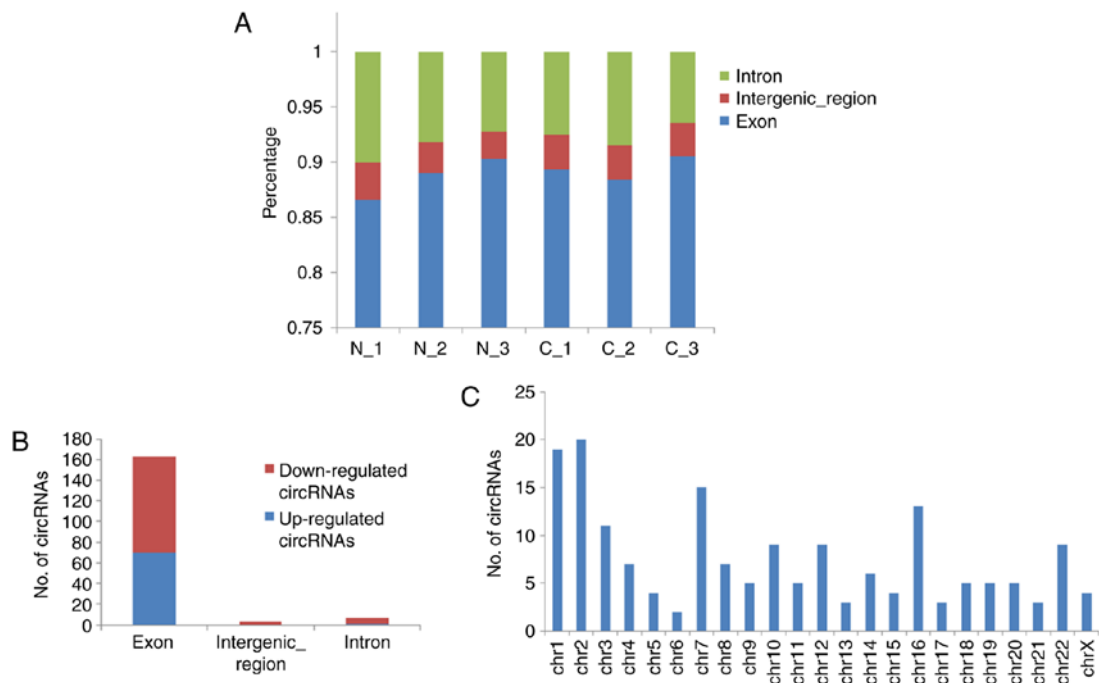 A
Percentage
1
0.95
0.9
0.85
0.8
0.75
N_1 N_2 N_3 C_1 C_2 C_3
Intron
Intergenic_region
Exon
B
No. of circRNAs
180
160
140
120
100
80
60
40
20
0
Exon Intergenic_ Intron
region
Down-regulated
circRNAs
Up-regulated
circRNAs
C
No. of circRNAs
25
20
15
10
5
0
chr1
chr2
chr3
chr4
chr5
chr6
chr7
chr8
chr9
chr10
chr11
chr12
chr13
chr14
chr15
chr16
chr17
chr18
chr19
chr20
chr21
chr22
chrX